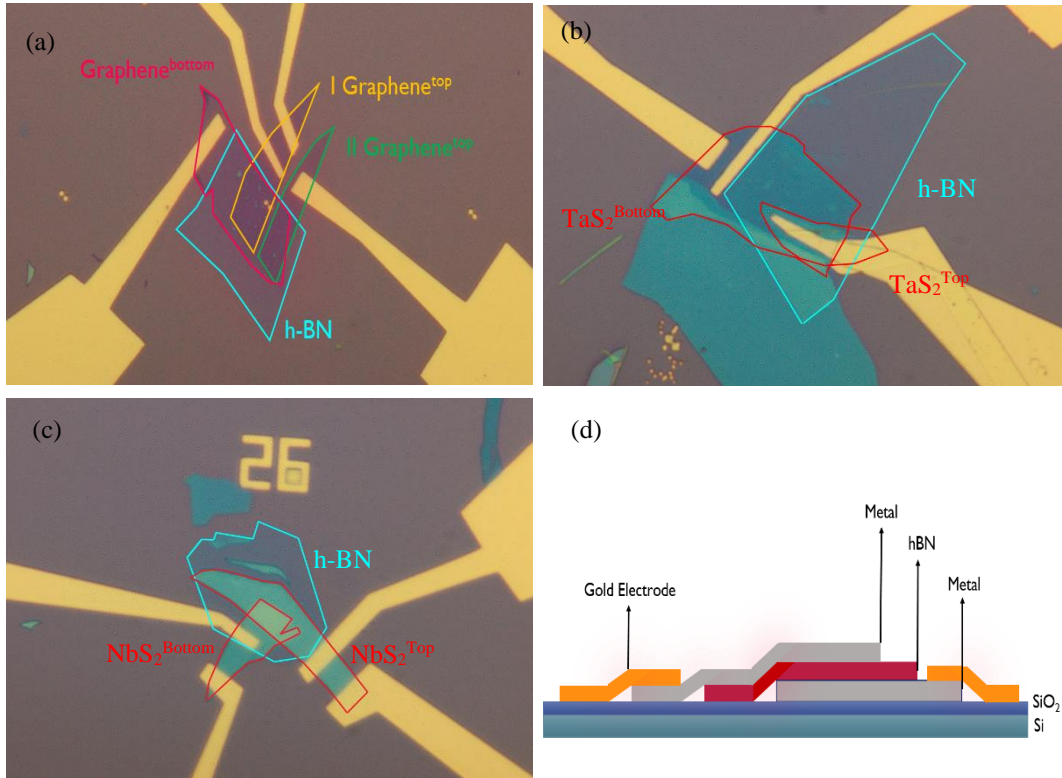 (a)
Graphene^bottom
I Graphene^top
II Graphene^top
h-BN
(b)
h-BN
TaS₂^Bottom
TaS₂^Top
(c)
26
h-BN
NbS₂^Bottom
NbS₂^Top
(d)
Metal
hBN
Gold Electrode
Metal
SiO₂
Si